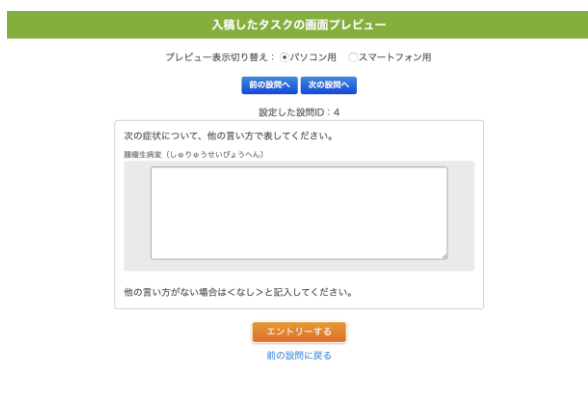 入稿したタスクの画面プレビュー
プレビュー表示切り替え： パソコン用 スマートフォン用
前の設問へ 次の設問へ
設定した設問ID：4
次の症状について、他の言い方で表してください。
腫瘤生病変（しゅりゅうせいびょうへん）
他の言い方がない場合は＜なし＞と記入してください。
エントリーする
前の設問に戻る